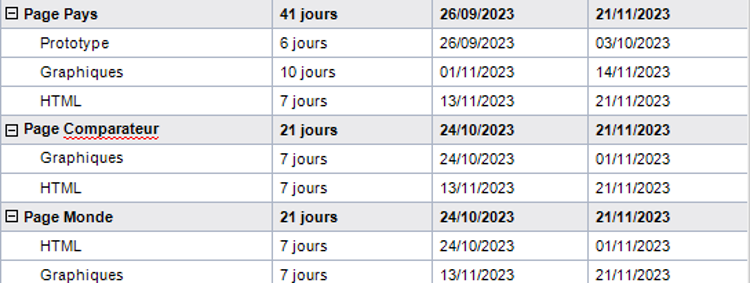 Page Pays 41 jours 26/09/2023 21/11/2023
Prototype 6 jours 26/09/2023 03/10/2023
Graphiques 10 jours 01/11/2023 14/11/2023
HTML 7 jours 13/11/2023 21/11/2023
Page Comparateur 21 jours 24/10/2023 21/11/2023
Graphiques 7 jours 24/10/2023 01/11/2023
HTML 7 jours 13/11/2023 21/11/2023
Page Monde 21 jours 24/10/2023 21/11/2023
HTML 7 jours 24/10/2023 01/11/2023
Graphiques 7 jours 13/11/2023 21/11/2023